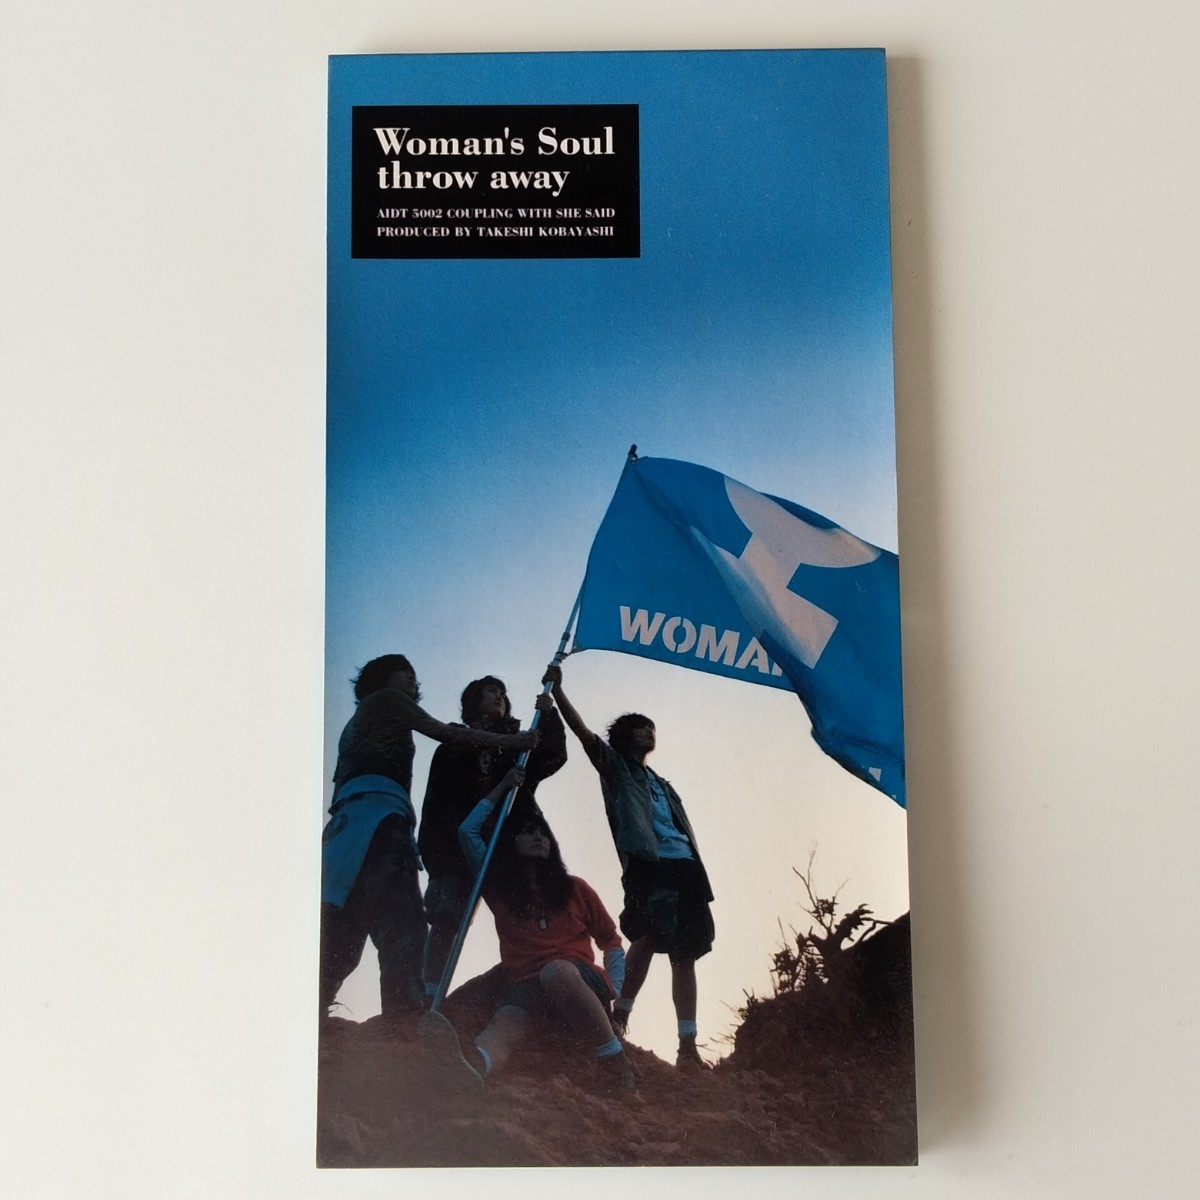 Woman's Soul
throw away
AIDT 5002 COUPLING WITH SHE SAID
PRODUCED BY TAKESHI KOBAYASHI
WOMA